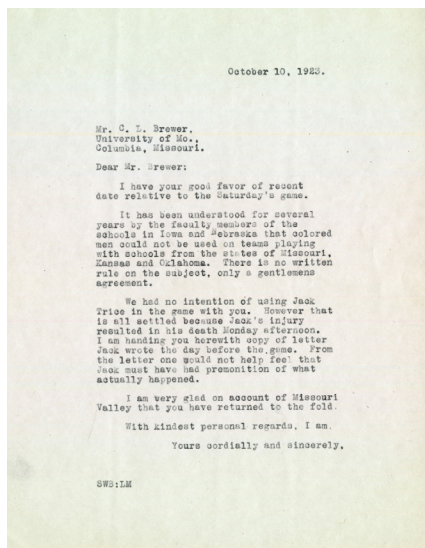 October 10, 1923.
Mr. C. L. Brewer,
University of Mo.,
Columbia, Missouri.
Dear Mr. Brewer:
I have your good favor of recent
date relative to the Saturday's game.
It has been understood for several
years by the faculty members of the
schools in Iowa and Nebraska that colored
men could not be used on teams playing
with schools from the states of Missouri,
Kansas and Oklahoma. There is no written
rule on the subject, only a gentlemens
agreement.
We had no intention of using Jack
Trice in the game with you. However that
is all settled because Jack's injury
resulted in his death Monday afternoon.
I am handing you herewith copy of letter
Jack wrote the day before the game. From
the letter one would not help feel that
Jack must have had premonition of what
actually happened.
I am very glad on account of Missouri
Valley that you have returned to the fold.
With kindest personal regards, I am,
Yours cordially and sincerely,
SWB:LM